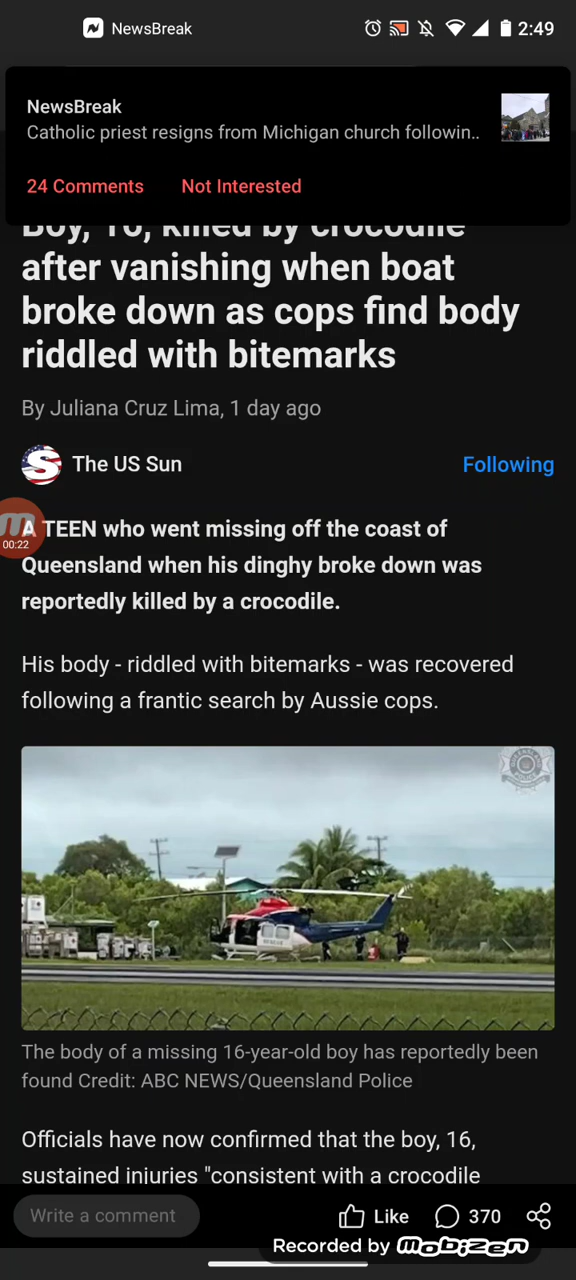 NewsBreak
2:49
NewsBreak
Catholic priest resigns from Michigan church followin..
24 Comments Not Interested
Boy, 16, killed by crocodile
after vanishing when boat
broke down as cops find body
riddled with bitemarks
By Juliana Cruz Lima, 1 day ago
S The US Sun
Following
00:22
A TEEN who went missing off the coast of
Queensland when his dinghy broke down was
reportedly killed by a crocodile.
His body - riddled with bitemarks - was recovered
following a frantic search by Aussie cops.
The body of a missing 16-year-old boy has reportedly been
found Credit: ABC NEWS/Queensland Police
Officials have now confirmed that the boy, 16,
sustained injuries "consistent with a crocodile
Write a comment Like 370
Recorded by mobizen